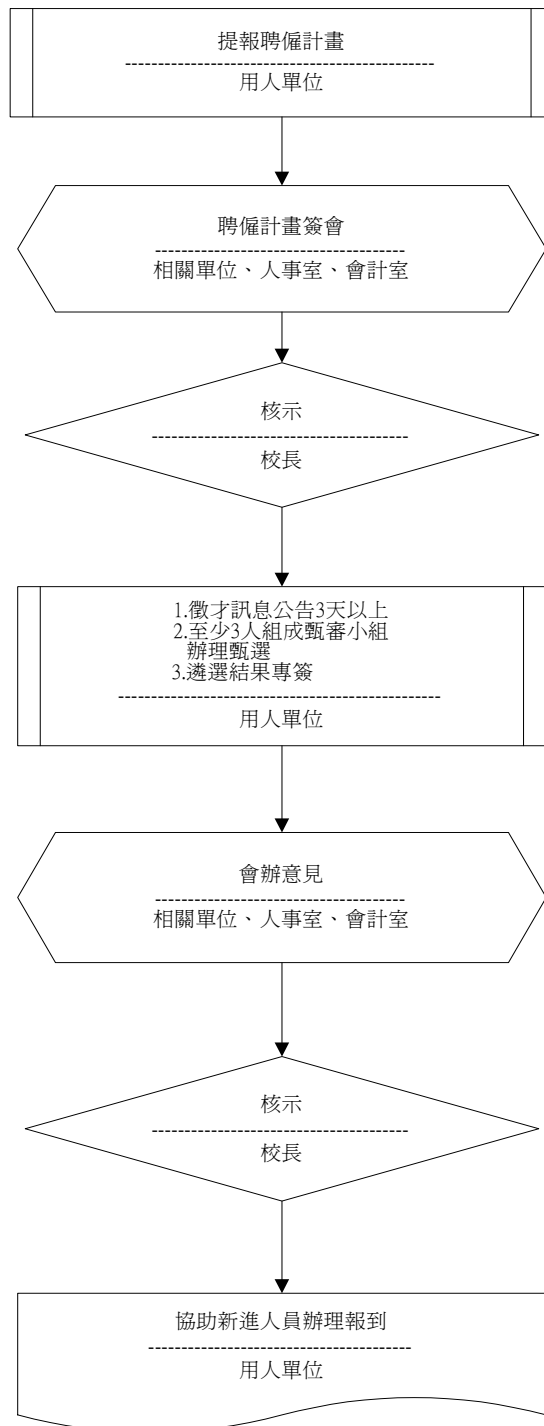 提報聘僱計畫
-----------------------------------------------
用人單位
聘僱計畫簽會
--------------------------------------
相關單位、人事室、會計室
核示
---------------------------------------
校長
1.徵才訊息公告3天以上
2.至少3人組成甄審小組
辦理甄選
3.遴選結果專簽
-------------------------------------------------
用人單位
會辦意見
--------------------------------------
相關單位、人事室、會計室
核示
---------------------------------------
校長
協助新進人員辦理報到
----------------------------------------
用人單位